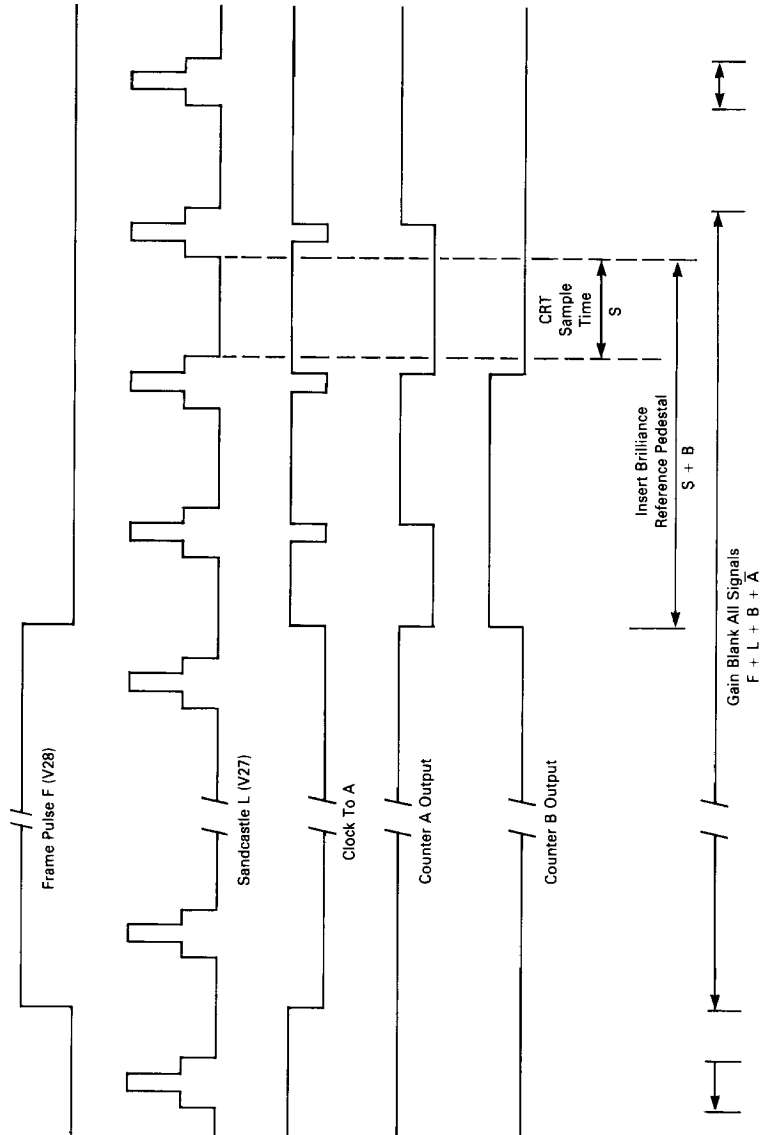 Frame Pulse F (V28)
Sandcastle L (V27)
Clock To A
Counter A Output
Counter B Output
CRT
Sample
Time
S
Insert Brilliance
Reference Pedestal
S + B
Gain Blank All Signals
F + L + B + A̅